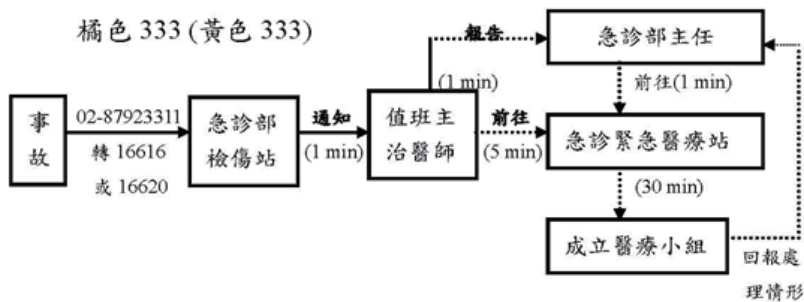 橘色 333 (黃色 333)
事故
02-87923311
轉 16616
或 16620
急診部
檢傷站
通知
(1 min)
值班主
治醫師
報告
(1 min)
前往
(5 min)
急診部主任
前往(1 min)
急診緊急醫療站
(30 min)
成立醫療小組
回報處
理情形